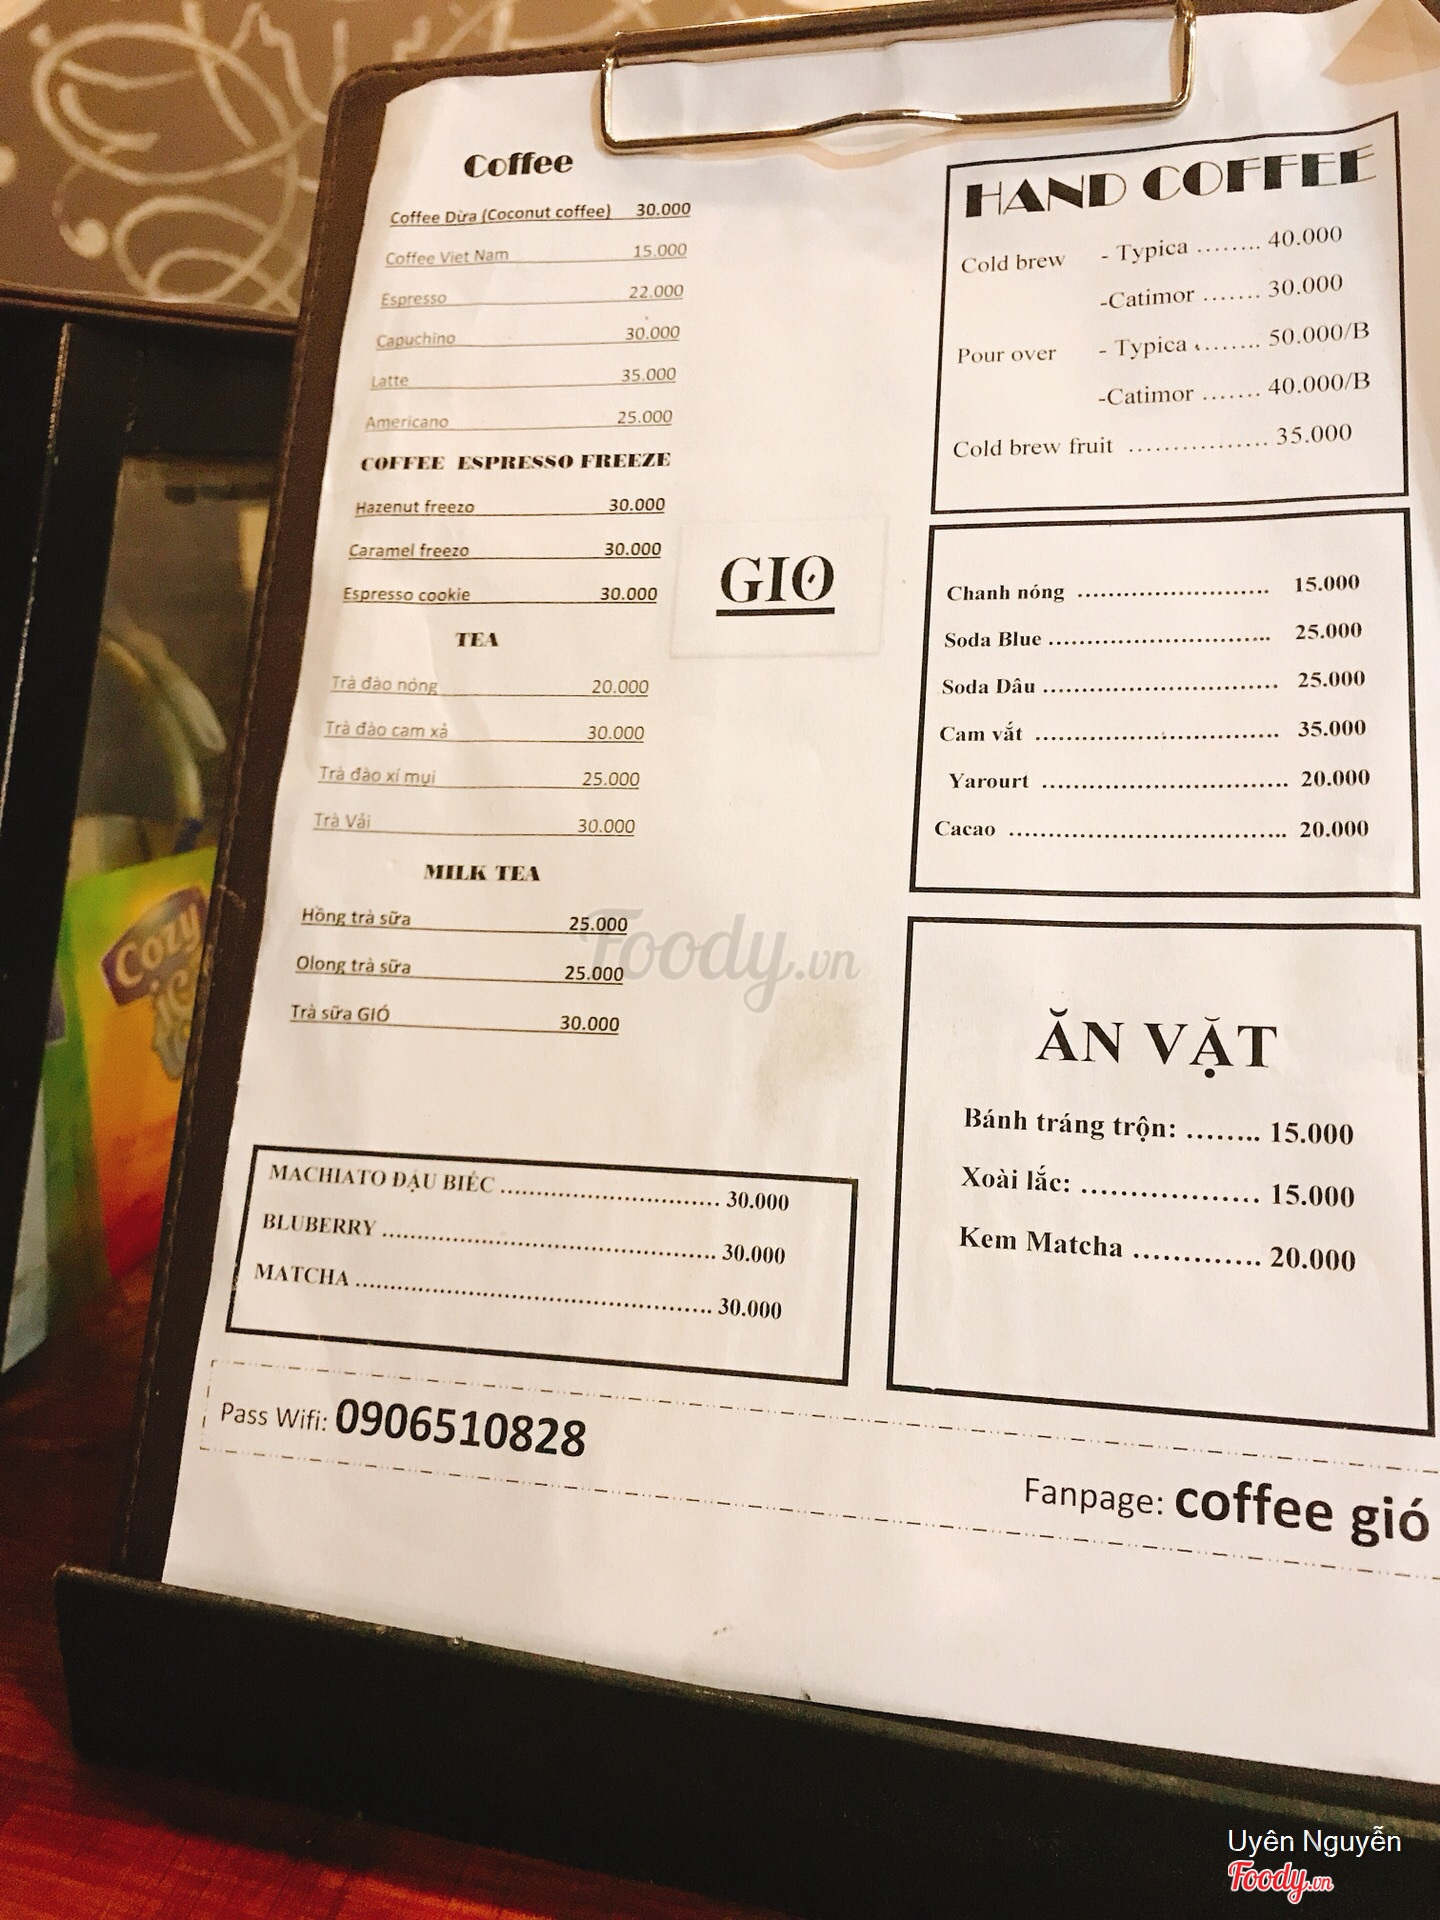 Coffee
Coffee Dừa (Coconut coffee) 30.000
Coffee Viet Nam 15.000
Espresso 22.000
Capuchino 30.000
Latte 35.000
Americano 25.000
COFFEE ESPRESSO FREEZE
Hazenut freezo 30.000
Caramel freezo 30.000
Espresso cookie 30.000
TEA
Trà đào nóng 20.000
Trà đào cam xả 30.000
Trà đào xí mụi 25.000
Trà Vải 30.000
MILK TEA
Hồng trà sữa 25.000
Olong trà sữa 25.000
Trà sữa GIÓ 30.000
MACHIATO ĐẬU BIẾC ........ 30.000
BLUBERRY ........ 30.000
MATCHA ........ 30.000
GIÓ
HAND COFFEE
Cold brew - Typica ........ 40.000
-Catimor ....... 30.000
Pour over - Typica ........ 50.000/B
-Catimor ....... 40.000/B
Cold brew fruit ................. 35.000
Chanh nóng ........ 15.000
Soda Blue ........ 25.000
Soda Dâu ........ 25.000
Cam vắt ........ 35.000
Yarourt ........ 20.000
Cacao ........ 20.000
ĂN VẶT
Bánh tráng trộn: ........ 15.000
Xoài lắc: ................... 15.000
Kem Matcha ............. 20.000
Pass Wifi: 0906510828
Fanpage: coffee gió
Foody.vn
Cozy
Uyên Nguyễn
Foody.vn